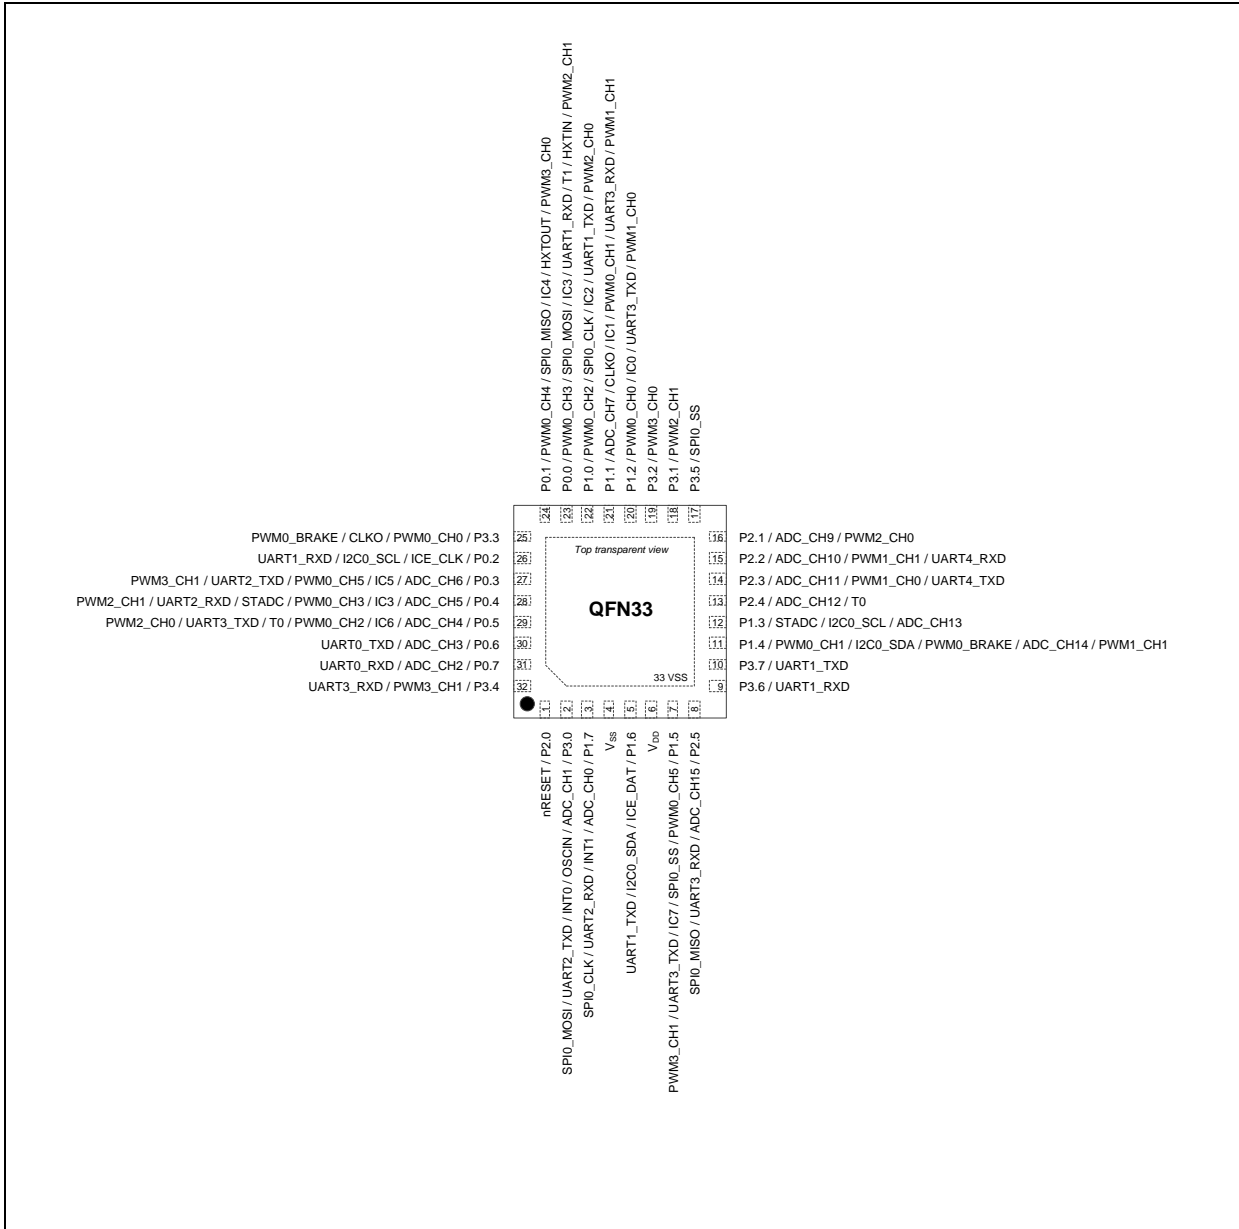 P0.1 / PWM0_CH4 / SPI0_MISO / IC4 / HXTOUT / PWM3_CH0
P0.0 / PWM0_CH3 / SPI0_MOSI / IC3 / UART1_RXD / T1 / HXTIN / PWM2_CH1
P1.0 / PWM0_CH2 / SPI0_CLK / IC2 / UART1_TXD / PWM2_CH0
P1.1 / ADC_CH7 / CLKO / IC1 / PWM0_CH1 / UART3_RXD / PWM1_CH1
P1.2 / PWM0_CH0 / IC0 / UART3_TXD / PWM1_CH0
P3.2 / PWM3_CH0
P3.1 / PWM2_CH1
P3.5 / SPI0_SS
24
23
22
21
20
19
18
17
PWM0_BRAKE / CLKO / PWM0_CH0 / P3.3
UART1_RXD / I2C0_SCL / ICE_CLK / P0.2
PWM3_CH1 / UART2_TXD / PWM0_CH5 / IC5 / ADC_CH6 / P0.3
PWM2_CH1 / UART2_RXD / STADC / PWM0_CH3 / IC3 / ADC_CH5 / P0.4
PWM2_CH0 / UART3_TXD / T0 / PWM0_CH2 / IC6 / ADC_CH4 / P0.5
UART0_TXD / ADC_CH3 / P0.6
UART0_RXD / ADC_CH2 / P0.7
UART3_RXD / PWM3_CH1 / P3.4
25
26
27
28
29
30
31
32
Top transparent view
QFN33
33 VSS
16
15
14
13
12
11
10
9
P2.1 / ADC_CH9 / PWM2_CH0
P2.2 / ADC_CH10 / PWM1_CH1 / UART4_RXD
P2.3 / ADC_CH11 / PWM1_CH0 / UART4_TXD
P2.4 / ADC_CH12 / T0
P1.3 / STADC / I2C0_SCL / ADC_CH13
P1.4 / PWM0_CH1 / I2C0_SDA / PWM0_BRAKE / ADC_CH14 / PWM1_CH1
P3.7 / UART1_TXD
P3.6 / UART1_RXD
1
2
3
4
5
6
7
8
nRESET / P2.0
SPI0_MOSI / UART2_TXD / INT0 / OSCIN / ADC_CH1 / P3.0
SPI0_CLK / UART2_RXD / INT1 / ADC_CH0 / P1.7
VSS
UART1_TXD / I2C0_SDA / ICE_DAT / P1.6
VDD
PWM3_CH1 / UART3_TXD / IC7 / SPI0_SS / PWM0_CH5 / P1.5
SPI0_MISO / UART3_RXD / ADC_CH15 / P2.5